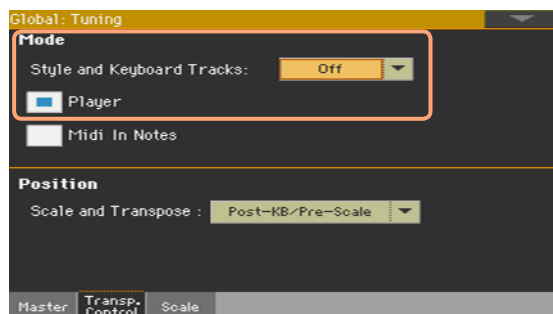 Global: Tuning
Mode
Style and Keyboard Tracks: Off
Player
Midi In Notes
Position
Scale and Transpose : Post-KB/Pre-Scale
Master Transp. Control Scale